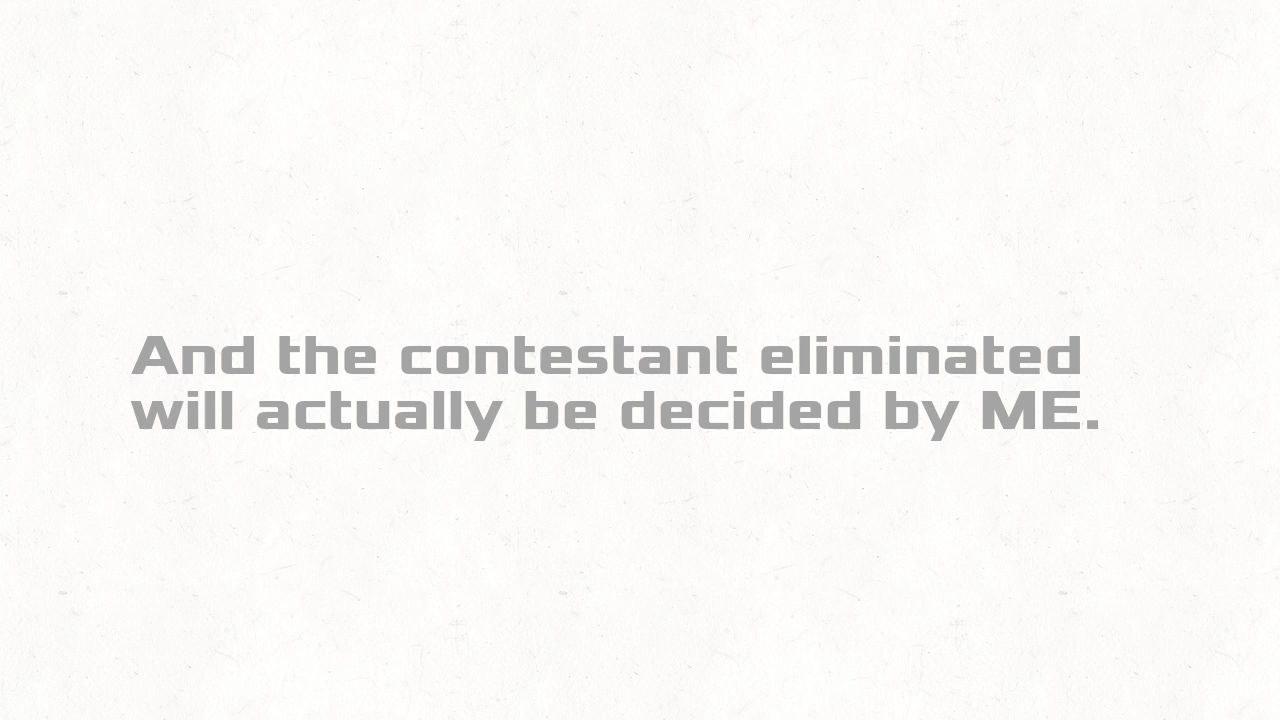 And the contestant eliminated
will actually be decided by ME.